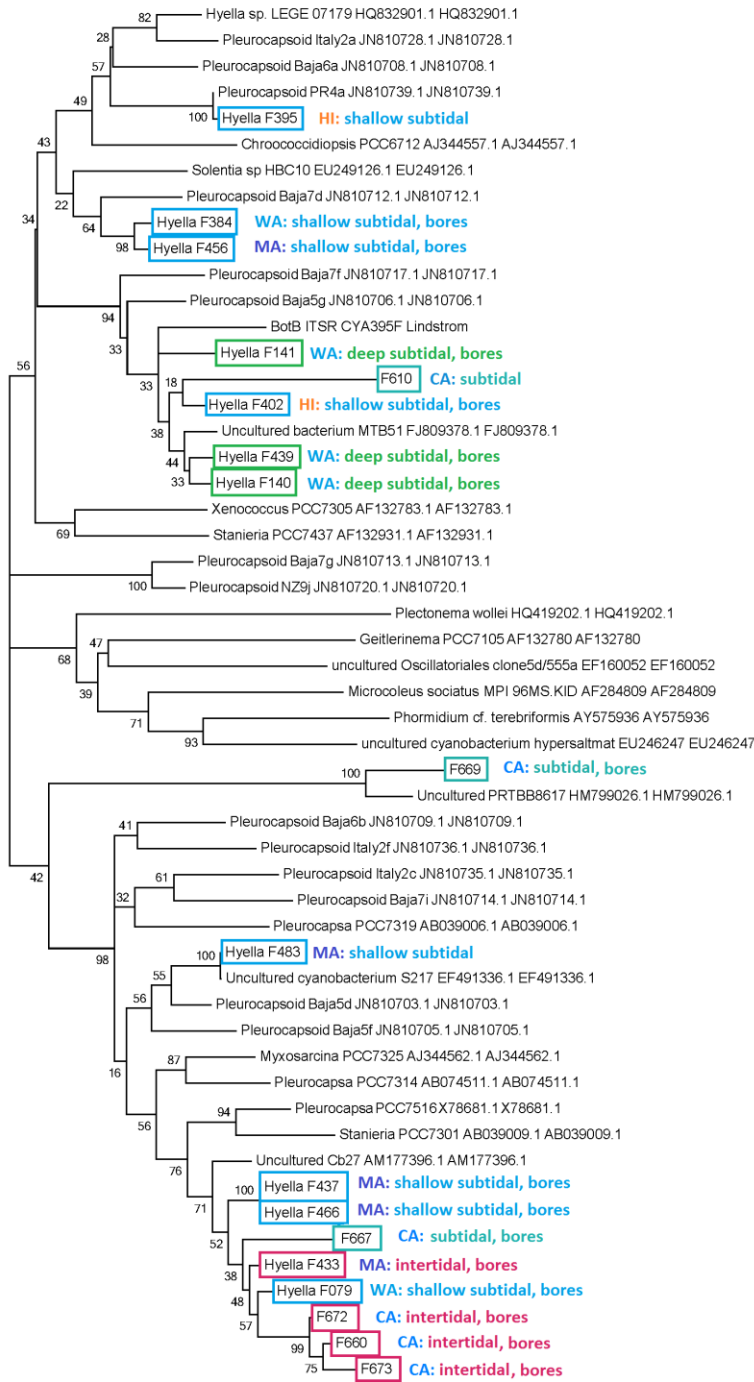 Hyella sp. LEGE 07179 HQ832901.1 HQ832901.1
82
28
Pleurocapsoid Italy2a JN810728.1 JN810728.1
Pleurocapsoid Baja6a JN810708.1 JN810708.1
57
Pleurocapsoid PR4a JN810739.1 JN810739.1
49
100 Hyella F395 HI: shallow subtidal
43
Chroococcidiopsis PCC6712 AJ344557.1 AJ344557.1
Solentia sp HBC10 EU249126.1 EU249126.1
22
Pleurocapsoid Baja7d JN810712.1 JN810712.1
34
64
Hyella F384 WA: shallow subtidal, bores
98 Hyella F456 MA: shallow subtidal, bores
Pleurocapsoid Baja7f JN810717.1 JN810717.1
94
Pleurocapsoid Baja5g JN810706.1 JN810706.1
33
BotB ITSR CYA395F Lindstrom
56
Hyella F141 WA: deep subtidal, bores
33
18
F610 CA: subtidal
Hyella F402 HI: shallow subtidal, bores
38
Uncultured bacterium MTB51 FJ809378.1 FJ809378.1
44
Hyella F439 WA: deep subtidal, bores
33 Hyella F140 WA: deep subtidal, bores
Xenococcus PCC7305 AF132783.1 AF132783.1
69
Stanieria PCC7437 AF132931.1 AF132931.1
Pleurocapsoid Baja7g JN810713.1 JN810713.1
100 Pleurocapsoid NZ9j JN810720.1 JN810720.1
Plectonema wollei HQ419202.1 HQ419202.1
68
47
Geitlerinema PCC7105 AF132780 AF132780
uncultured Oscillatoriales clone5d/555a EF160052 EF160052
39
Microcoleus sociatus MPI 96MS.KID AF284809 AF284809
71
Phormidium cf. terebriformis AY575936 AY575936
93
uncultured cyanobacterium hypersaltmat EU246247 EU246247
100 F669 CA: subtidal, bores
Uncultured PRTBB8617 HM799026.1 HM799026.1
42
41
Pleurocapsoid Baja6b JN810709.1 JN810709.1
Pleurocapsoid Italy2f JN810736.1 JN810736.1
61
Pleurocapsoid Italy2c JN810735.1 JN810735.1
32
Pleurocapsoid Baja7i JN810714.1 JN810714.1
Pleurocapsa PCC7319 AB039006.1 AB039006.1
98
100 Hyella F483 MA: shallow subtidal
55
Uncultured cyanobacterium S217 EF491336.1 EF491336.1
56
Pleurocapsoid Baja5d JN810703.1 JN810703.1
Pleurocapsoid Baja5f JN810705.1 JN810705.1
16
87
Myxosarcina PCC7325 AJ344562.1 AJ344562.1
Pleurocapsa PCC7314 AB074511.1 AB074511.1
56
94
Pleurocapsa PCC7516 X78681.1 X78681.1
Stanieria PCC7301 AB039009.1 AB039009.1
76
Uncultured Cb27 AM177396.1 AM177396.1
71
100 Hyella F437 MA: shallow subtidal, bores
Hyella F466 MA: shallow subtidal, bores
52
F667 CA: subtidal, bores
38
Hyella F433 MA: intertidal, bores
48
Hyella F079 WA: shallow subtidal, bores
57
F672 CA: intertidal, bores
99
F660 CA: intertidal, bores
75 F673 CA: intertidal, bores